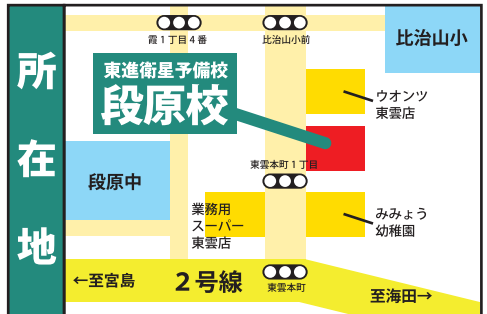 所在地
霞1丁目4番
比治山小前
比治山小
東進衛星予備校
段原校
ウオンツ
東雲店
東雲本町1丁目
段原中
業務用
スーパー
東雲店
みみょう
幼稚園
←至宮島
2号線
東雲本町
至海田→